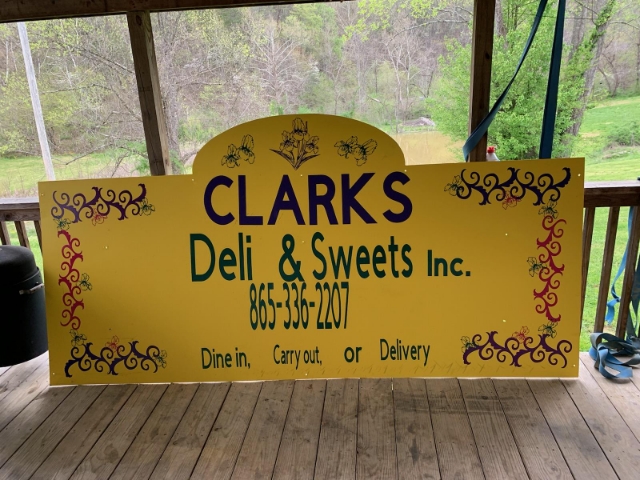 CLARKS
Deli & Sweets Inc.
865-336-2207
Dine in, Carry out, or Delivery